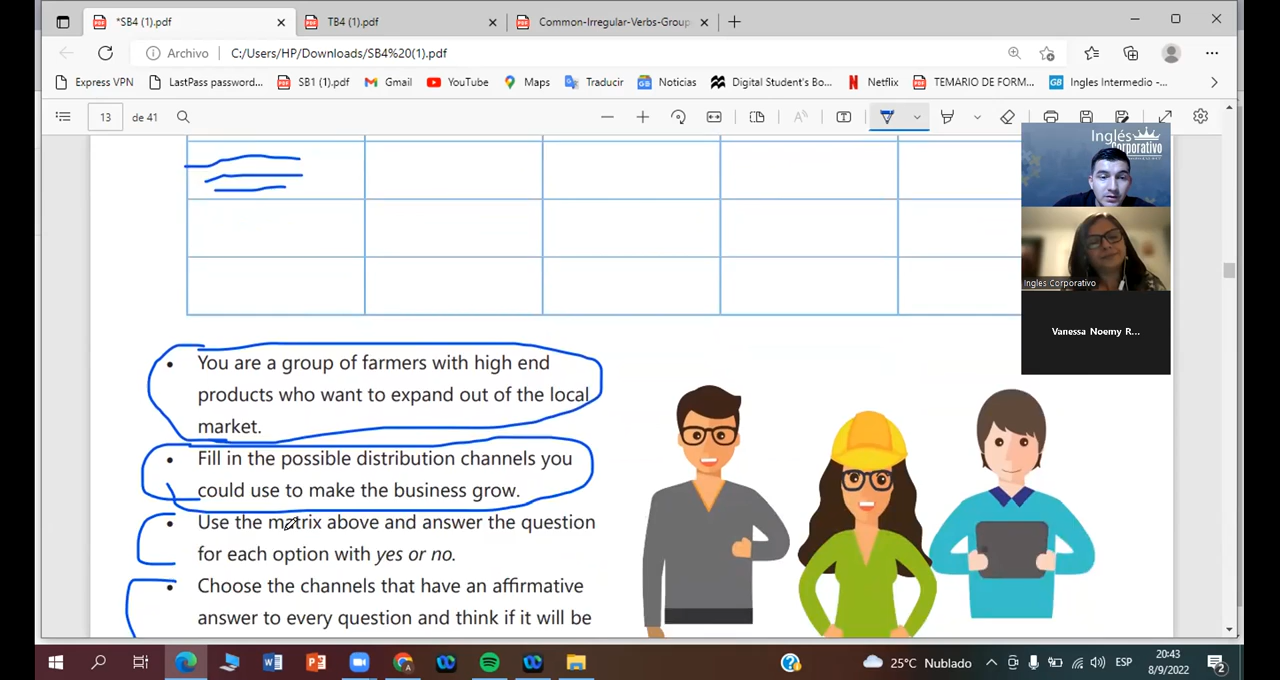 *SB4 (1).pdf
TB4 (1).pdf
Common-Irregular-Verbs-Group
Archivo
C:/Users/HP/Downloads/SB4%20(1).pdf
Express VPN
LastPass password...
SB1 (1).pdf
Gmail
YouTube
Maps
Traducir
Noticias
Digital Student's Bo...
Netflix
TEMARIO DE FORM...
Ingles Intermedio -...
13
de 41
Inglés
Corporativo
Ingles Corporativo
Vanessa Noemy R...
• You are a group of farmers with high end
products who want to expand out of the local
market.
• Fill in the possible distribution channels you
could use to make the business grow.
• Use the matrix above and answer the question
for each option with yes or no.
• Choose the channels that have an affirmative
answer to every question and think if it will be
25°C Nublado
ESP
20:43
8/9/2022
2